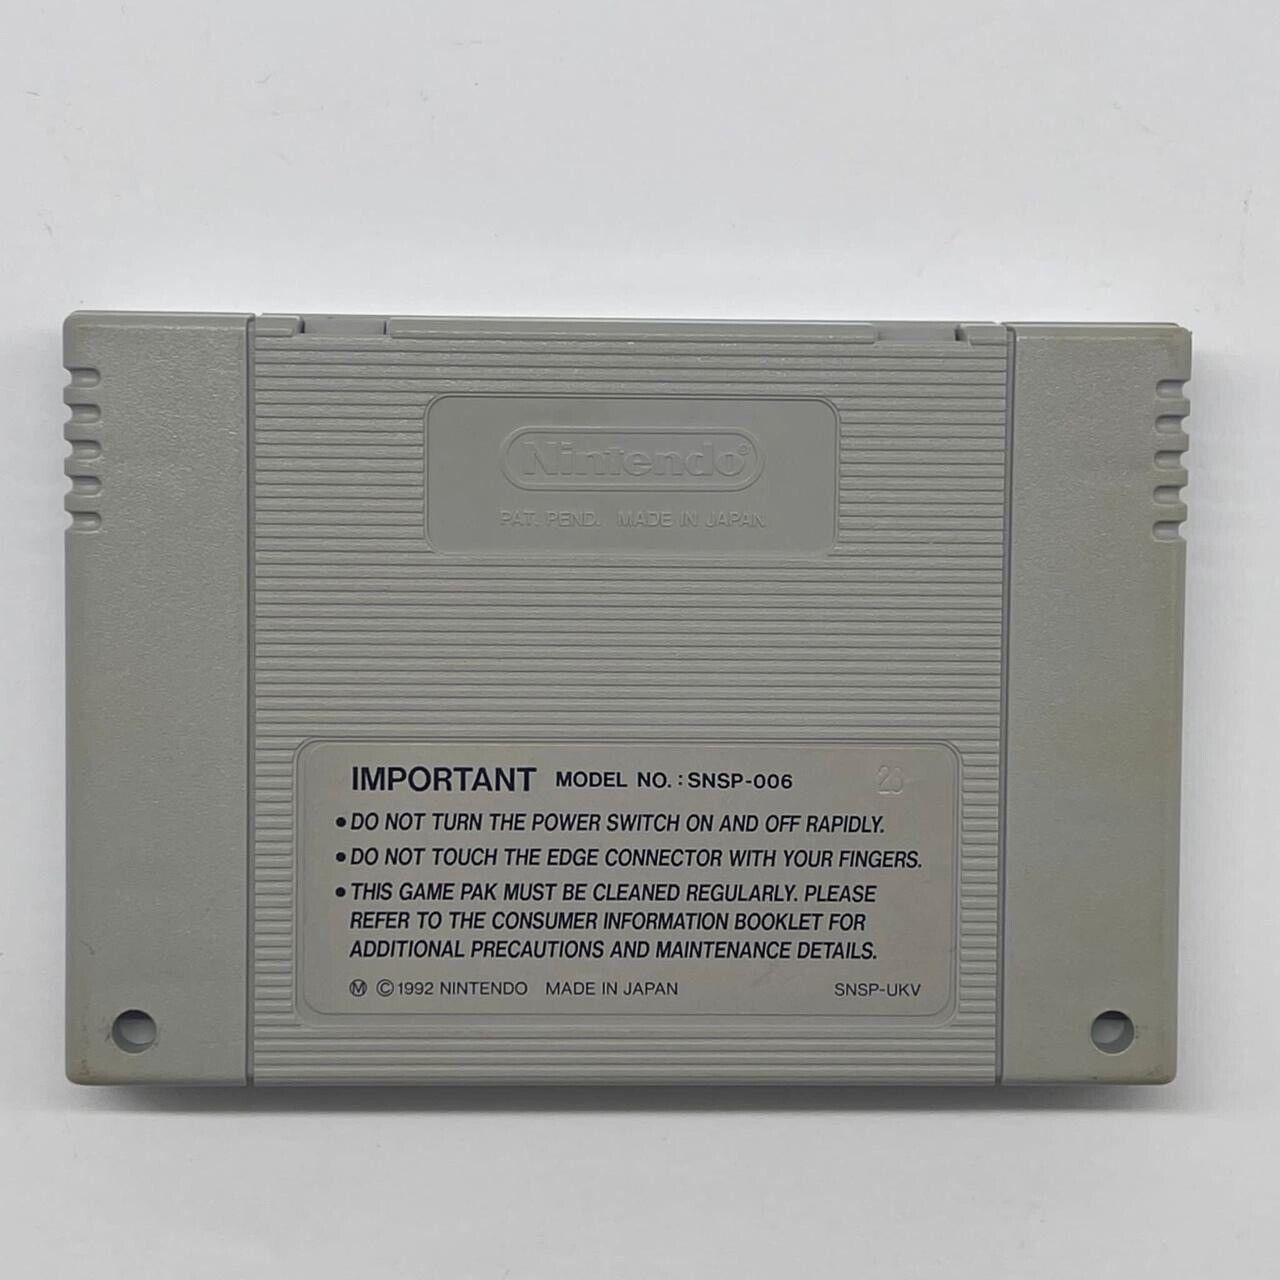 Nintendo®
PAT. PEND. MADE IN JAPAN
IMPORTANT MODEL NO. : SNSP-006
• DO NOT TURN THE POWER SWITCH ON AND OFF RAPIDLY.
• DO NOT TOUCH THE EDGE CONNECTOR WITH YOUR FINGERS.
• THIS GAME PAK MUST BE CLEANED REGULARLY. PLEASE
REFER TO THE CONSUMER INFORMATION BOOKLET FOR
ADDITIONAL PRECAUTIONS AND MAINTENANCE DETAILS.
Ⓜ ©1992 NINTENDO MADE IN JAPAN SNSP-UKV